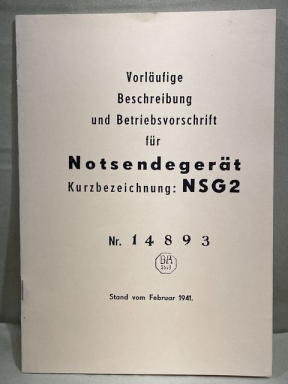 Vorläufige
Beschreibung
und Betriebsvorschrift
für
Notsendegerät
Kurzbezeichnung: NSG2
Nr. 14893
Stand vom Februar 1941.